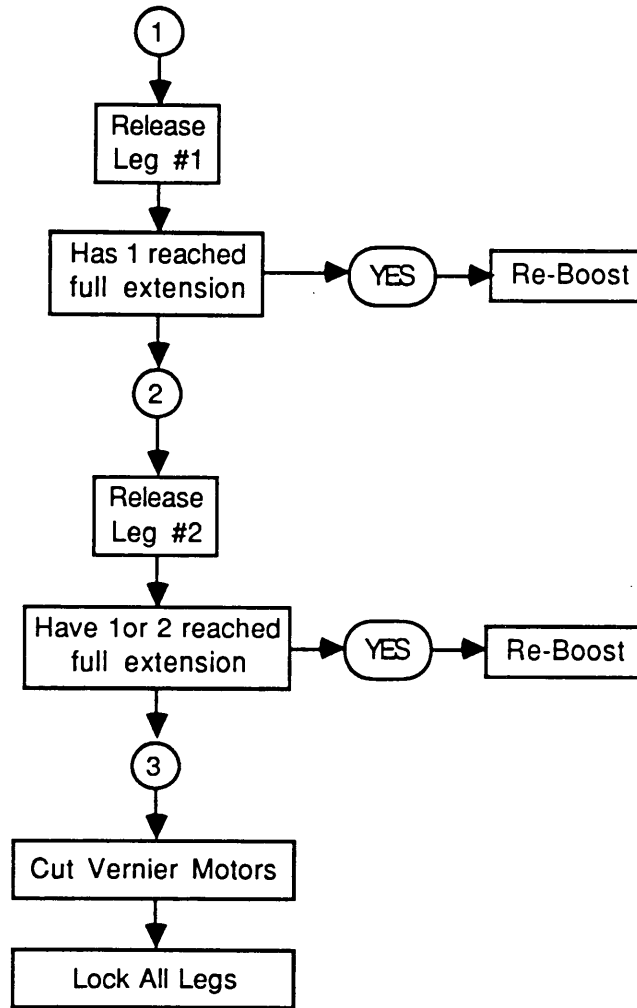 1
Release
Leg #1
Has 1 reached
full extension
YES
Re-Boost
2
Release
Leg #2
Have 1or 2 reached
full extension
YES
Re-Boost
3
Cut Vernier Motors
Lock All Legs